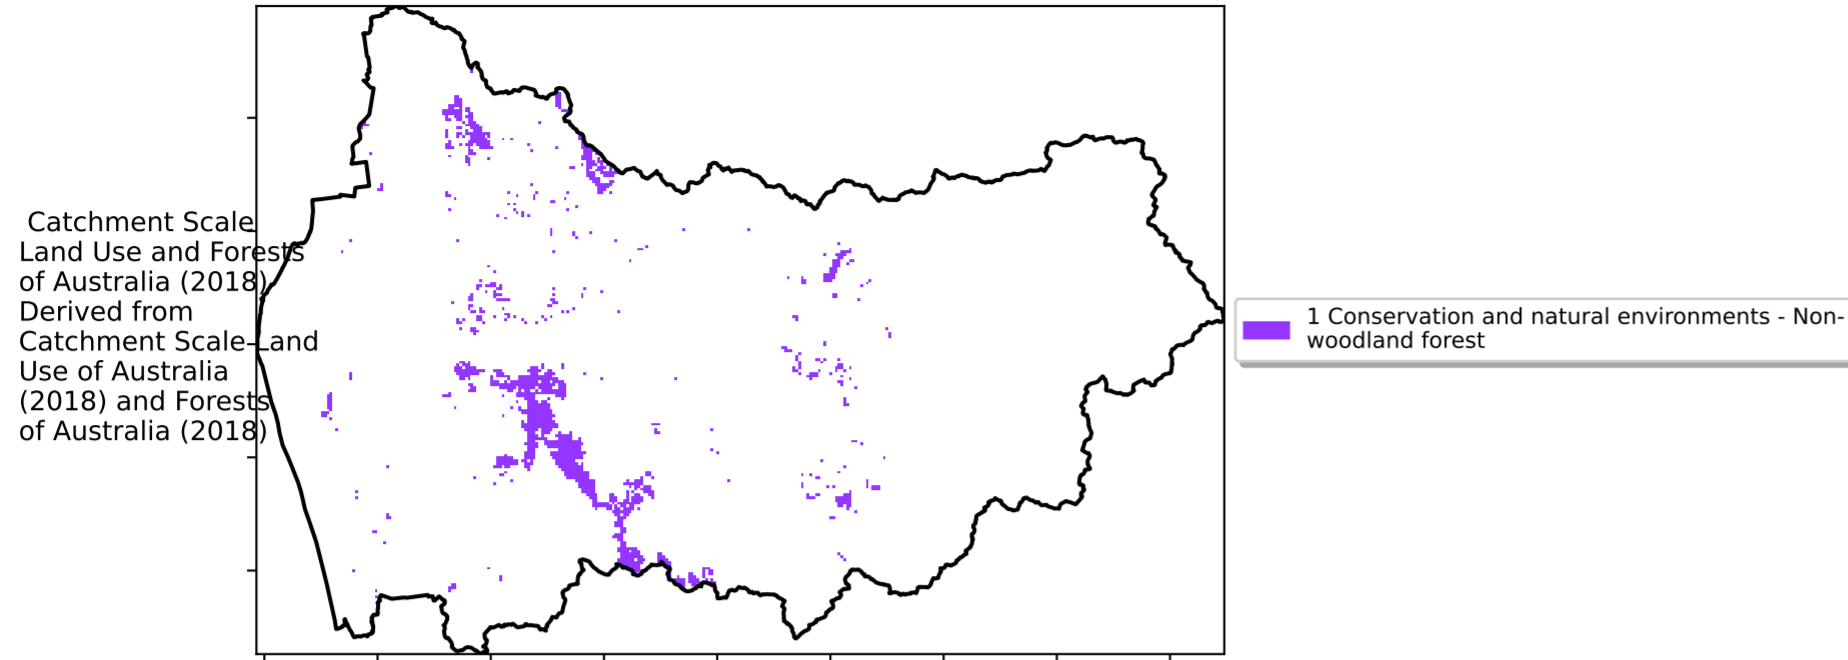 Catchment Scale
Land Use and Forests
of Australia (2018)
Derived from
Catchment Scale Land
Use of Australia
(2018) and Forests
of Australia (2018)
1 Conservation and natural environments - Non-
woodland forest